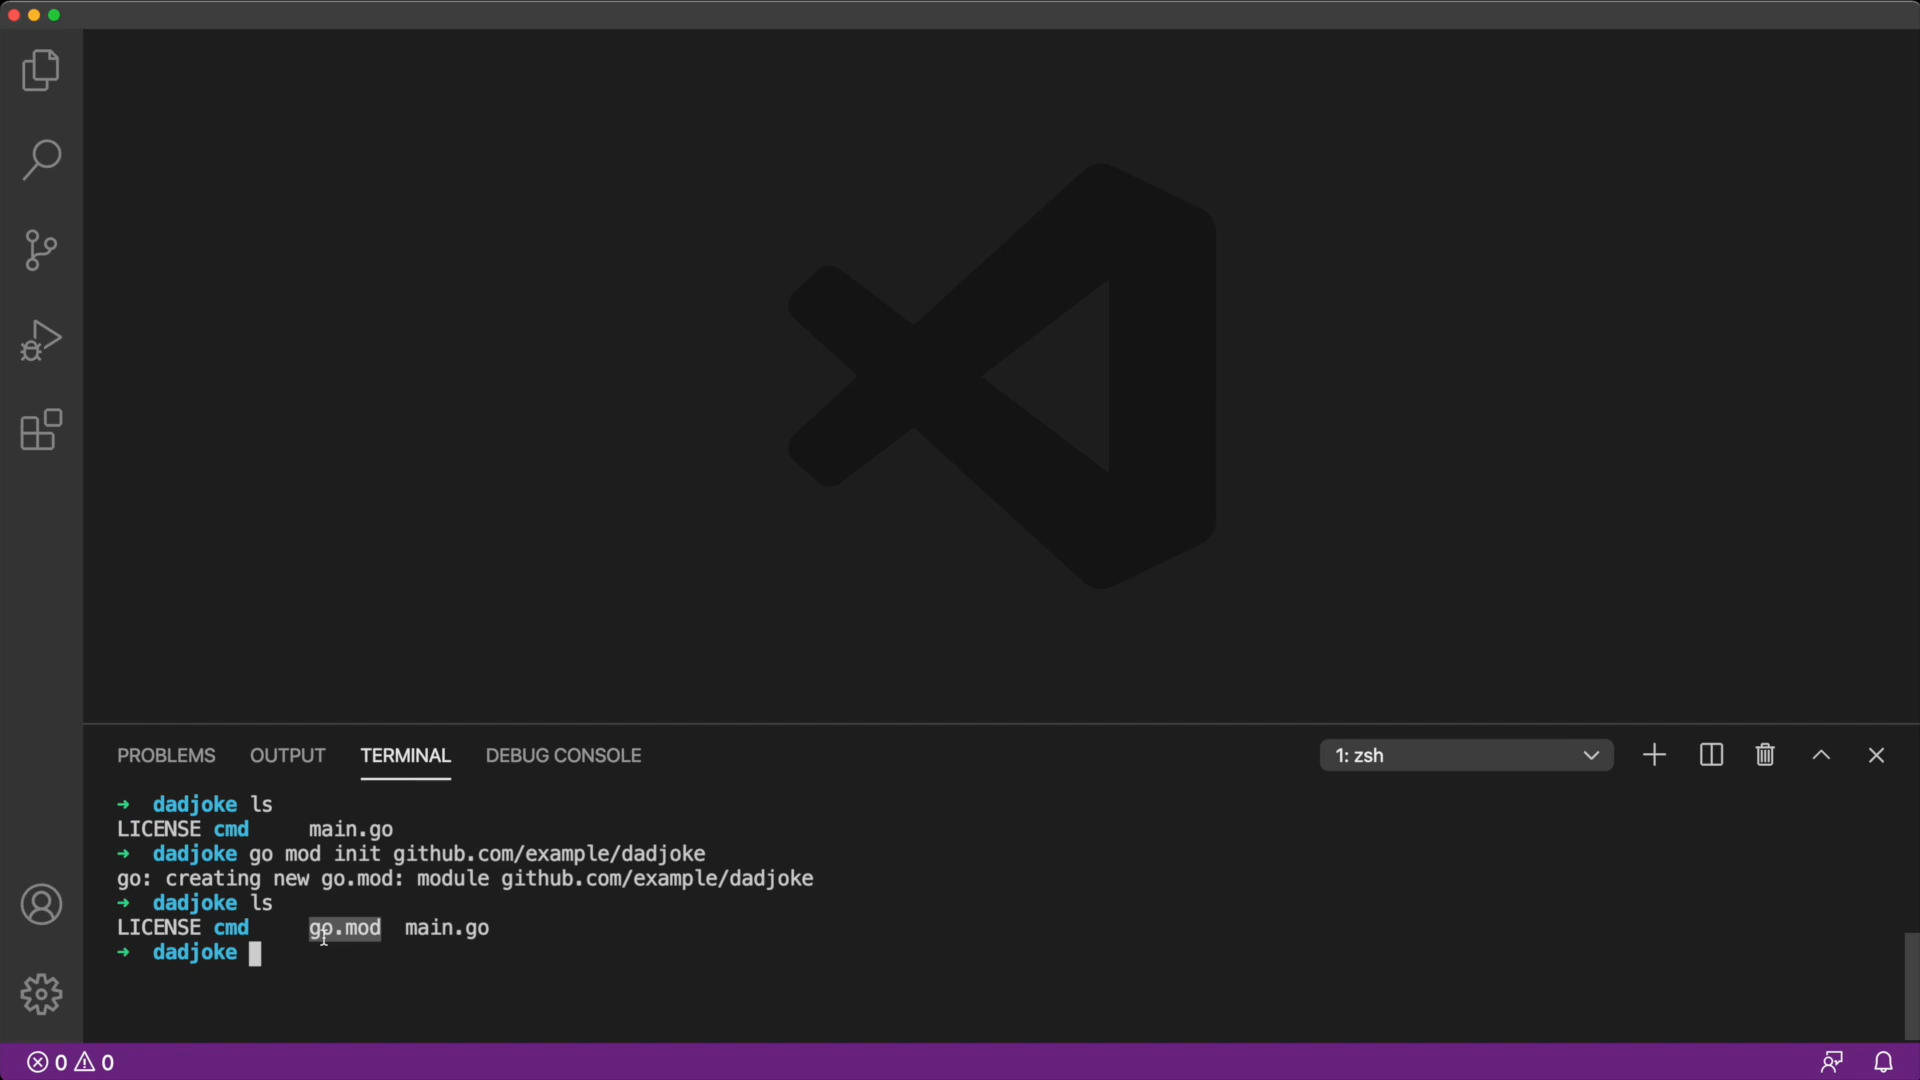 PROBLEMS OUTPUT TERMINAL DEBUG CONSOLE 1: zsh
➜ dadjoke ls
LICENSE cmd main.go
➜ dadjoke go mod init github.com/example/dadjoke
go: creating new go.mod: module github.com/example/dadjoke
➜ dadjoke ls
LICENSE cmd go.mod main.go
➜ dadjoke
0 0